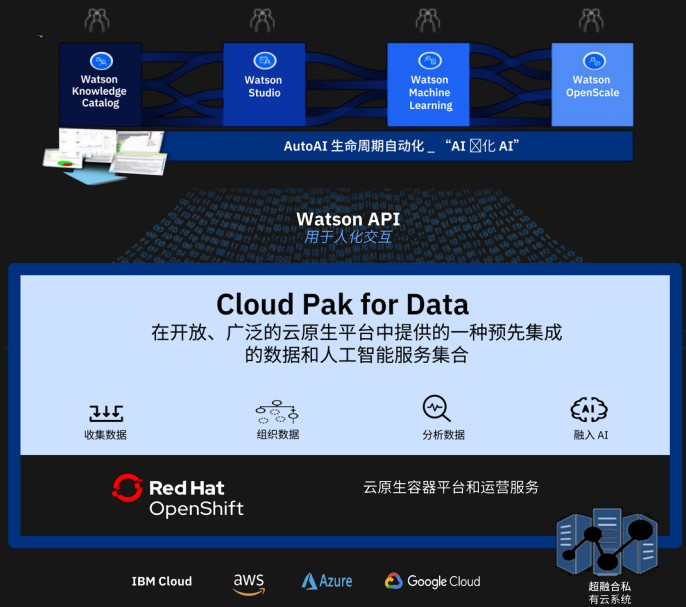 Watson
Knowledge
Catalog
Watson
Studio
Watson
Machine
Learning
Watson
OpenScale
AutoAI 生命周期自动化 _ “AI 化 AI”
Watson API
用于人化交互
Cloud Pak for Data
在开放、广泛的云原生平台中提供的一种预先集成
的数据和人工智能服务集合
AI
收集数据
组织数据
分析数据
融入 AI
Red Hat
OpenShift
云原生容器平台和运营服务
IBM Cloud
aws
Azure
Google Cloud
超融合私
有云系统